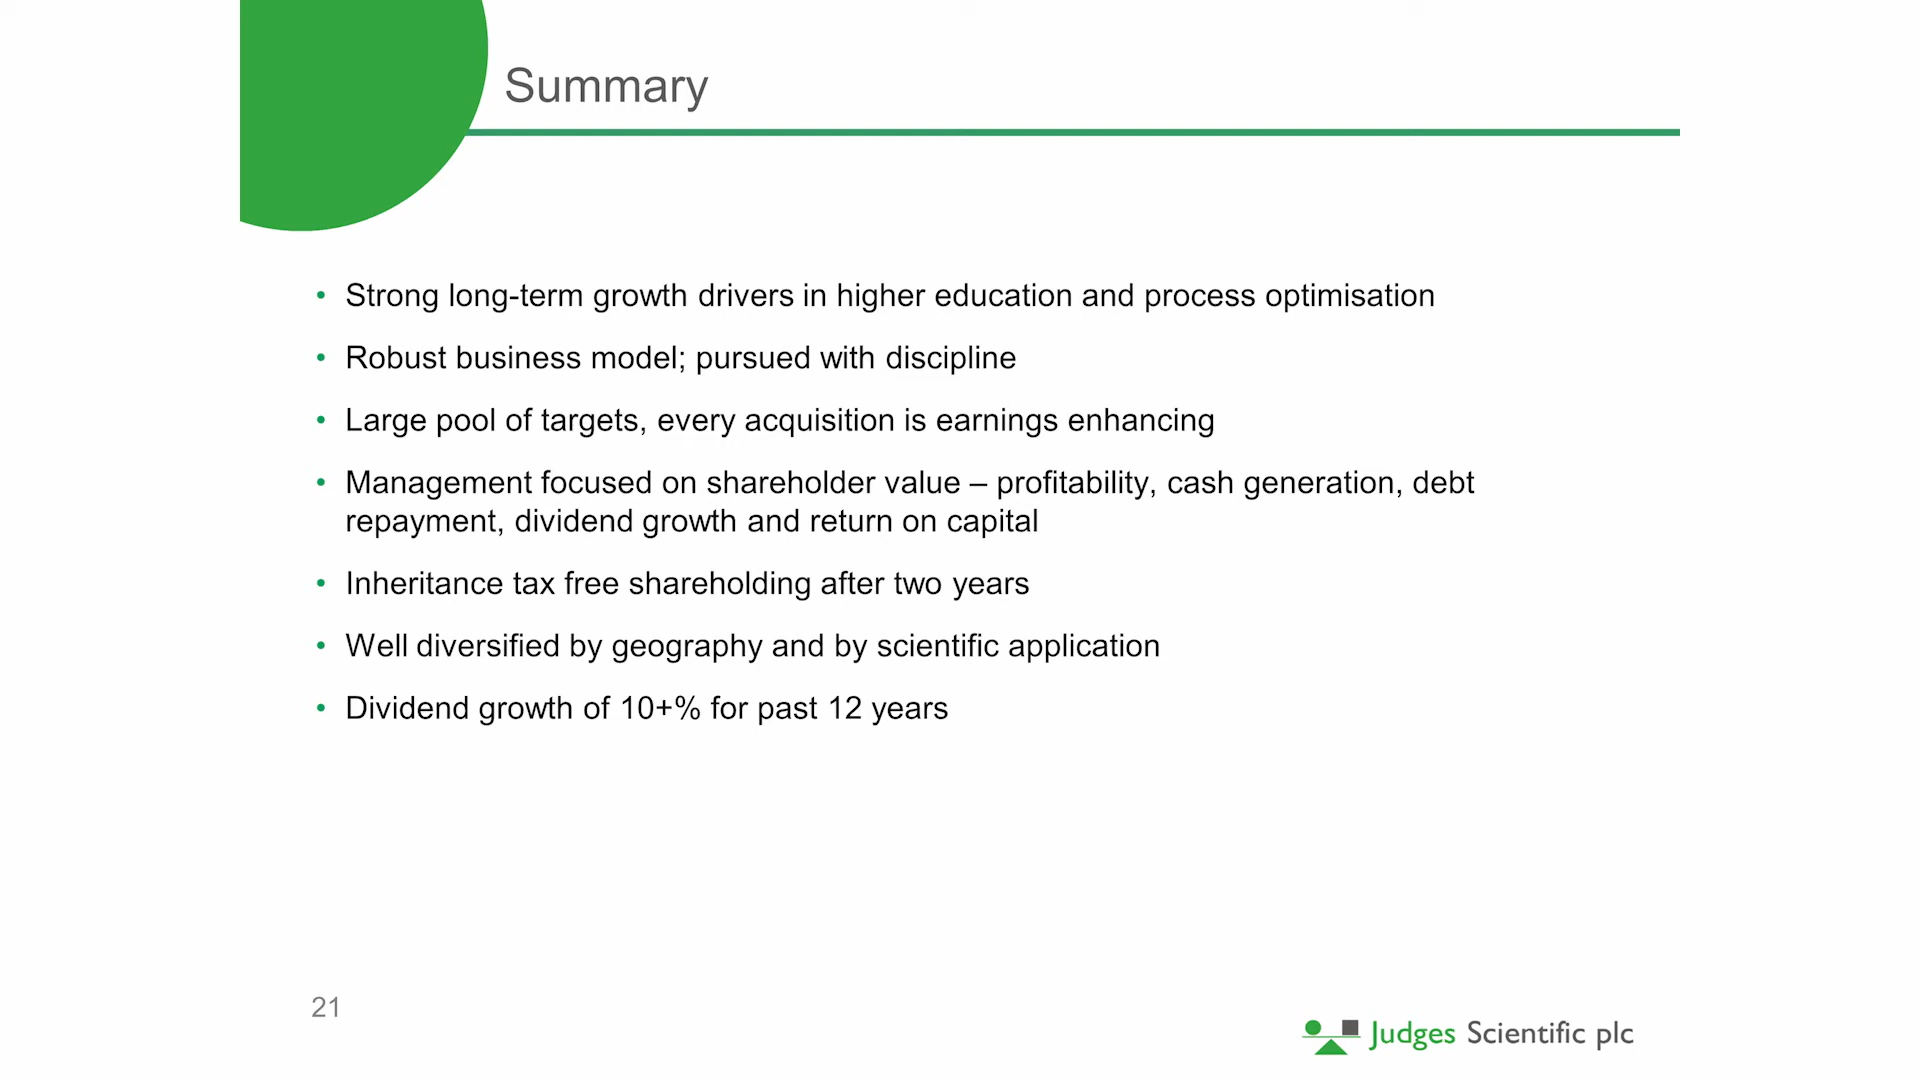 Summary
• Strong long-term growth drivers in higher education and process optimisation
• Robust business model; pursued with discipline
• Large pool of targets, every acquisition is earnings enhancing
• Management focused on shareholder value – profitability, cash generation, debt
repayment, dividend growth and return on capital
• Inheritance tax free shareholding after two years
• Well diversified by geography and by scientific application
• Dividend growth of 10+% for past 12 years
21
Judges Scientific plc